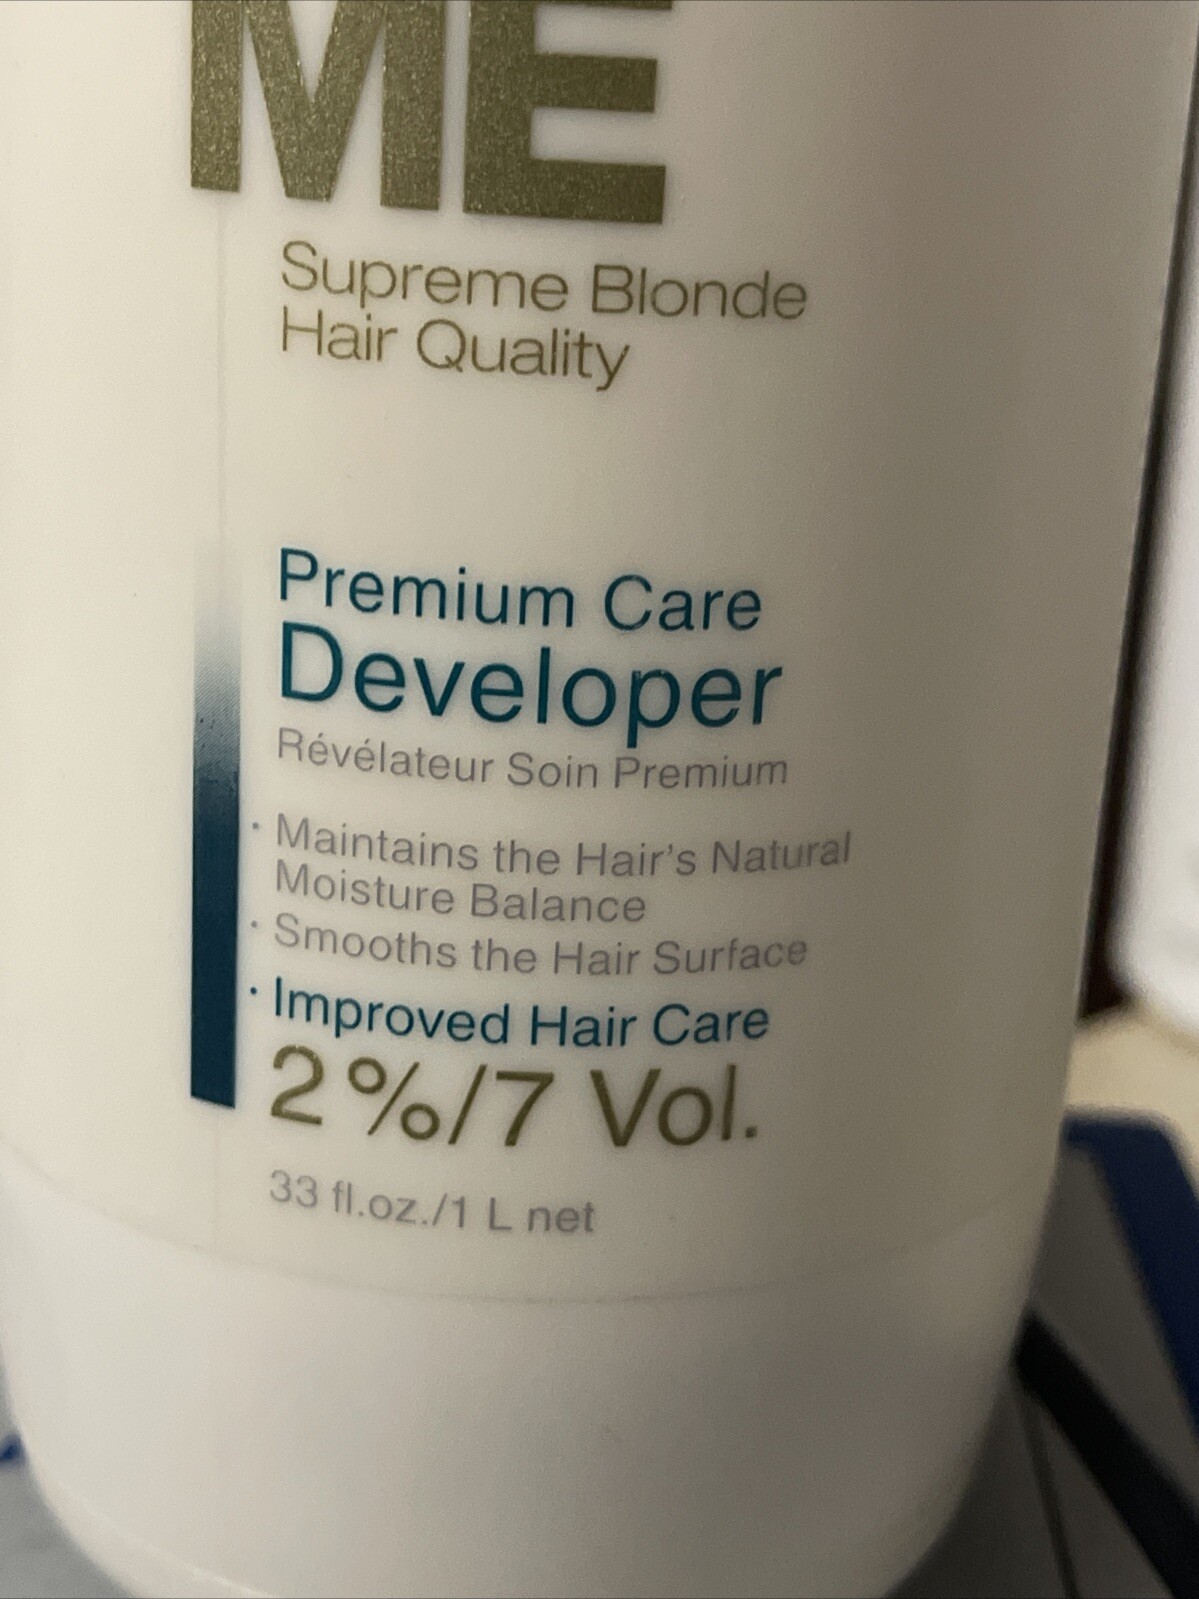 ME
Supreme Blonde
Hair Quality
Premium Care
Developer
Révélateur Soin Premium
· Maintains the Hair's Natural
Moisture Balance
· Smooths the Hair Surface
· Improved Hair Care
2%/7 Vol.
33 fl.oz./1 L net